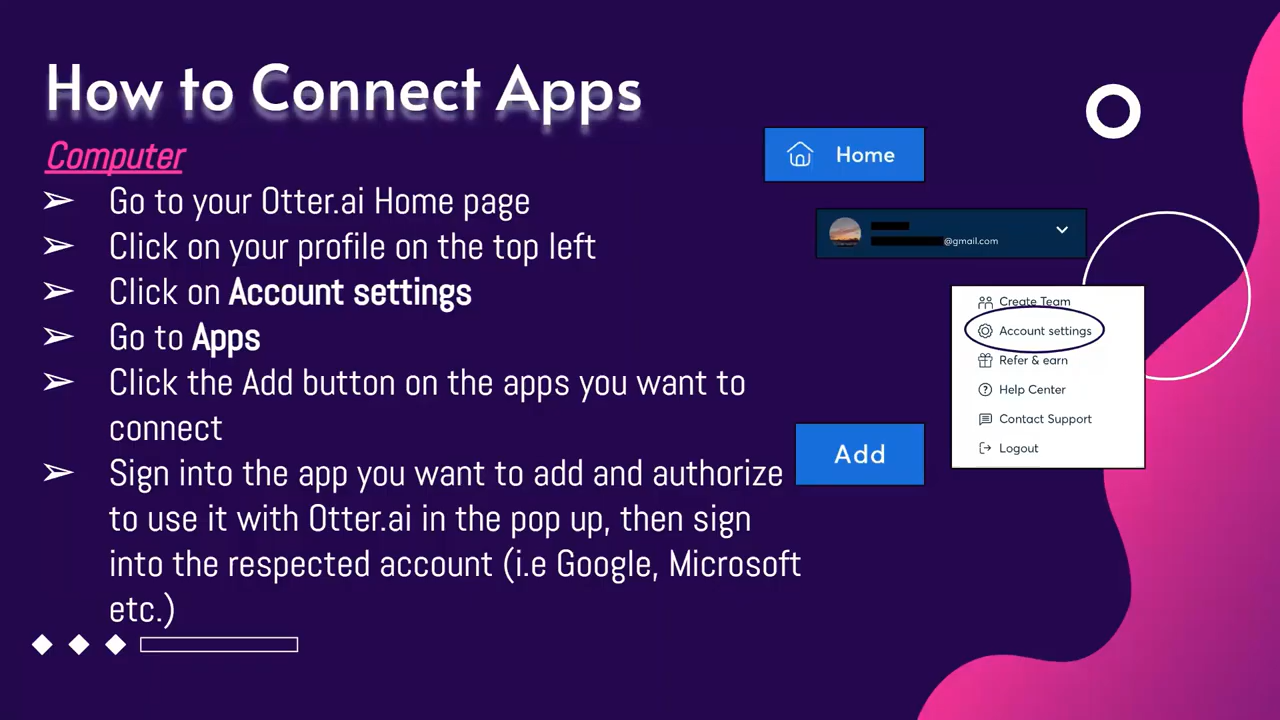 How to Connect Apps
Computer
➢ Go to your Otter.ai Home page
➢ Click on your profile on the top left
➢ Click on Account settings
➢ Go to Apps
➢ Click the Add button on the apps you want to
connect
➢ Sign into the app you want to add and authorize
to use it with Otter.ai in the pop up, then sign
into the respected account (i.e Google, Microsoft
etc.)
Home
@gmail.com
Create Team
Account settings
Refer & earn
Help Center
Contact Support
Logout
Add